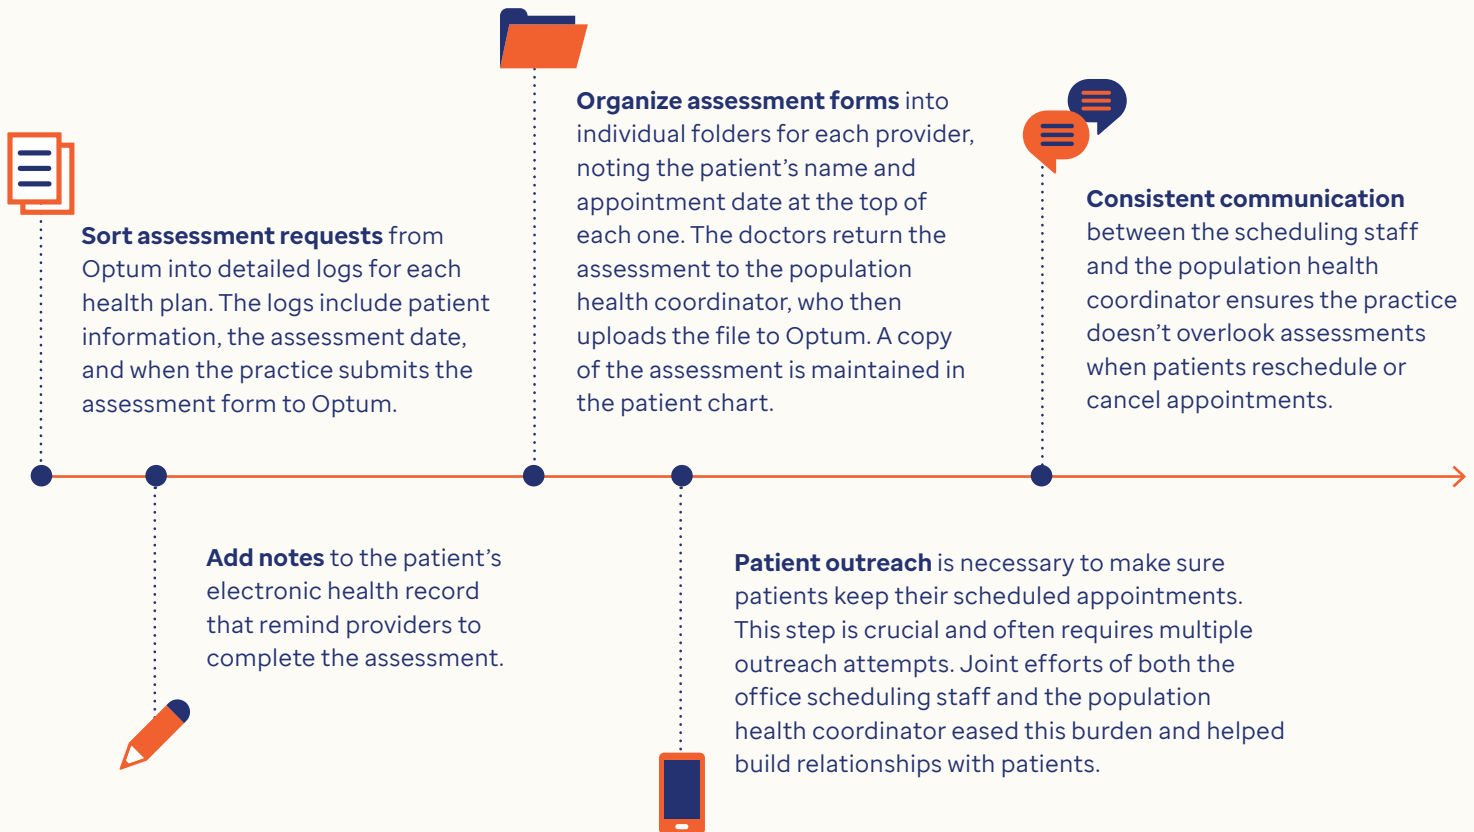 Sort assessment requests from
Optum into detailed logs for each
health plan. The logs include patient
information, the assessment date,
and when the practice submits the
assessment form to Optum.
Add notes to the patient’s
electronic health record
that remind providers to
complete the assessment.
Organize assessment forms into
individual folders for each provider,
noting the patient’s name and
appointment date at the top of
each one. The doctors return the
assessment to the population
health coordinator, who then
uploads the file to Optum. A copy
of the assessment is maintained in
the patient chart.
Patient outreach is necessary to make sure
patients keep their scheduled appointments.
This step is crucial and often requires multiple
outreach attempts. Joint efforts of both the
office scheduling staff and the population
health coordinator eased this burden and helped
build relationships with patients.
Consistent communication
between the scheduling staff
and the population health
coordinator ensures the practice
doesn’t overlook assessments
when patients reschedule or
cancel appointments.